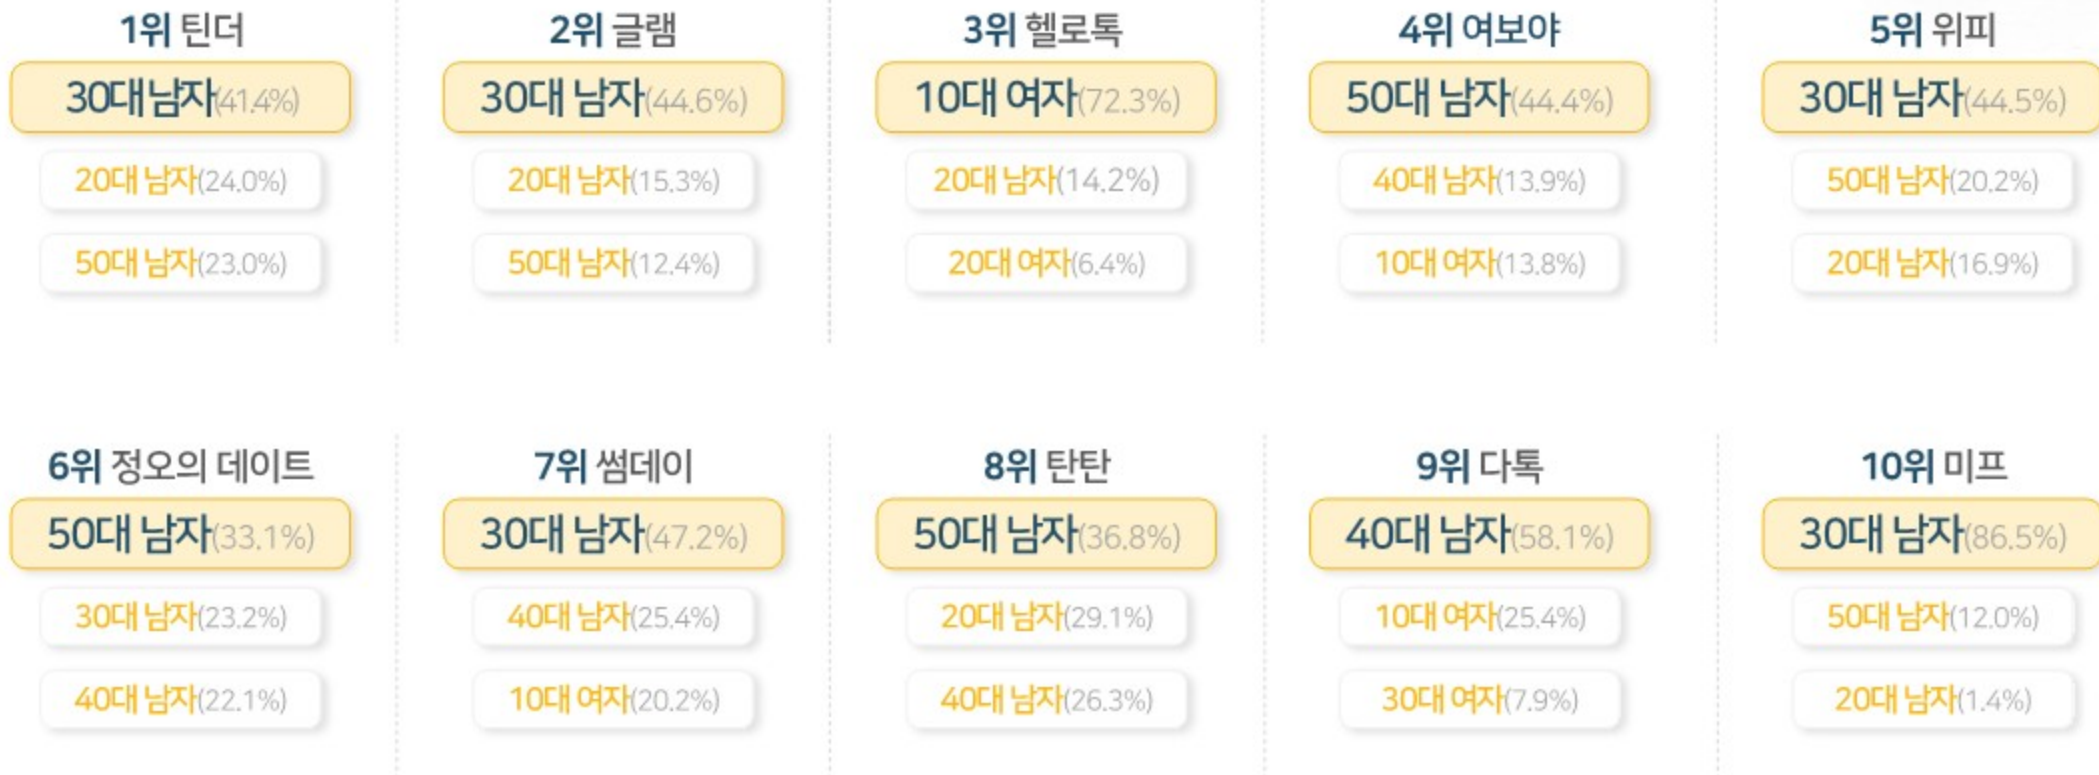 1위 틴더
30대 남자(41.4%)
20대 남자(24.0%)
50대 남자(23.0%)
2위 글램
30대 남자(44.6%)
20대 남자(15.3%)
50대 남자(12.4%)
3위 헬로톡
10대 여자(72.3%)
20대 남자(14.2%)
20대 여자(6.4%)
4위 여보야
50대 남자(44.4%)
40대 남자(13.9%)
10대 여자(13.8%)
5위 위피
30대 남자(44.5%)
50대 남자(20.2%)
20대 남자(16.9%)
6위 정오의 데이트
50대 남자(33.1%)
30대 남자(23.2%)
40대 남자(22.1%)
7위 썸데이
30대 남자(47.2%)
40대 남자(25.4%)
10대 여자(20.2%)
8위 탄탄
50대 남자(36.8%)
20대 남자(29.1%)
40대 남자(26.3%)
9위 다톡
40대 남자(58.1%)
10대 여자(25.4%)
30대 여자(7.9%)
10위 미프
30대 남자(86.5%)
50대 남자(12.0%)
20대 남자(1.4%)